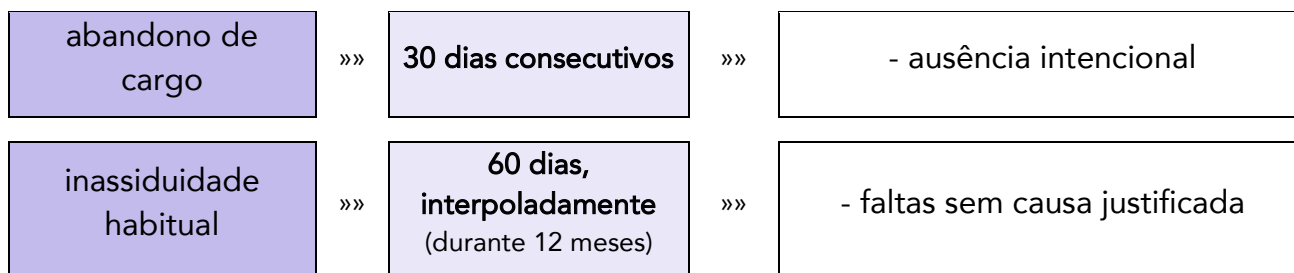 abandono de
cargo
»»
30 dias consecutivos
»»
- ausência intencional
inassiduidade
habitual
»»
60 dias,
interpoladamente
(durante 12 meses)
»»
- faltas sem causa justificada